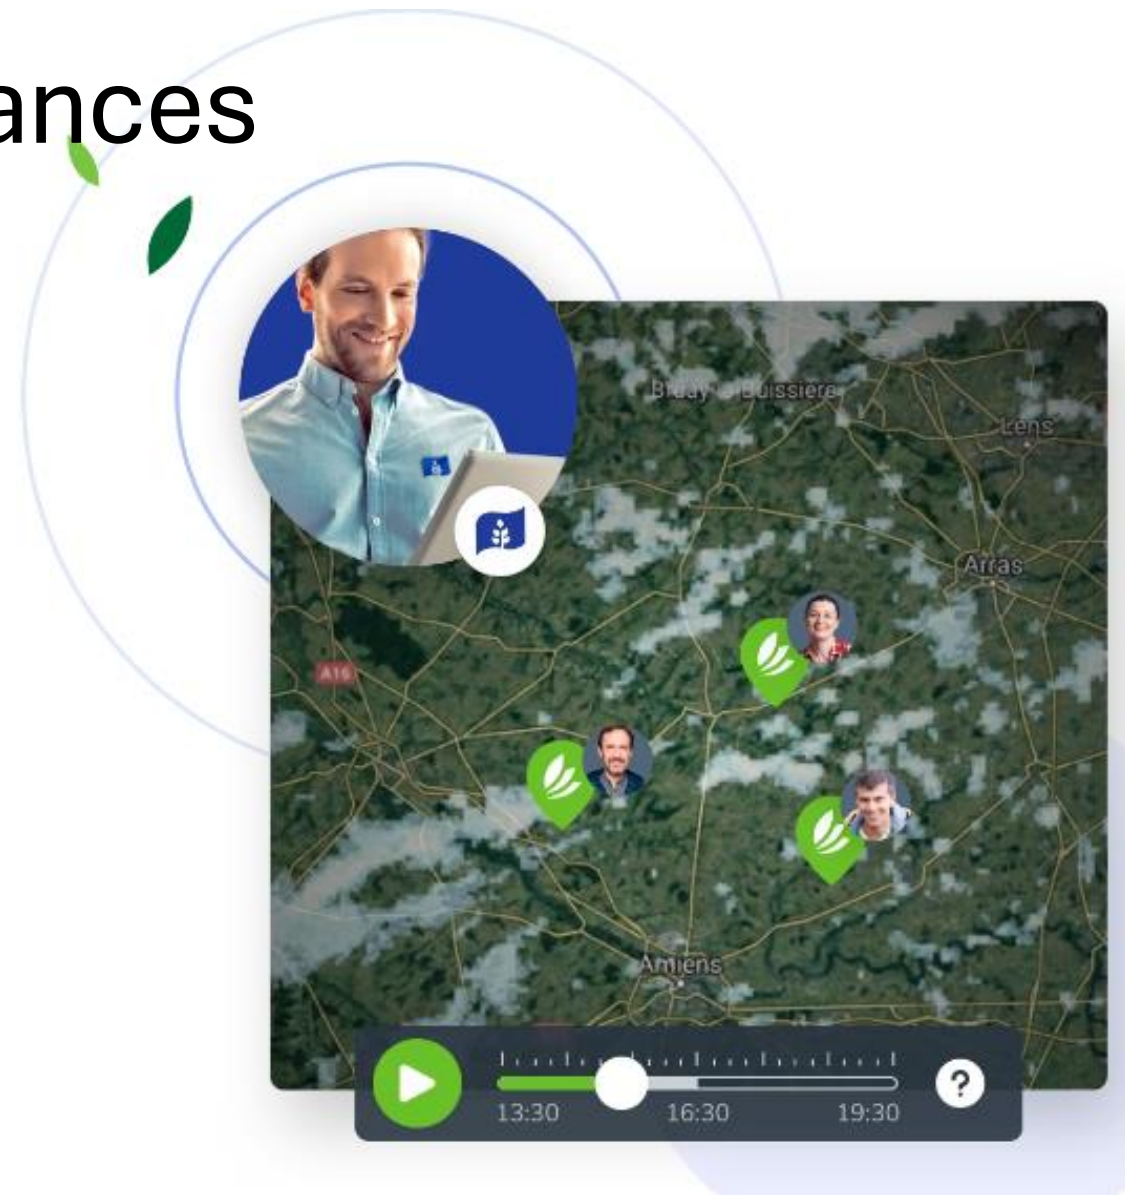 ances
Bruay-la-Buissière
Lens
Arras
A16
Amiens
13:30 16:30 19:30
?